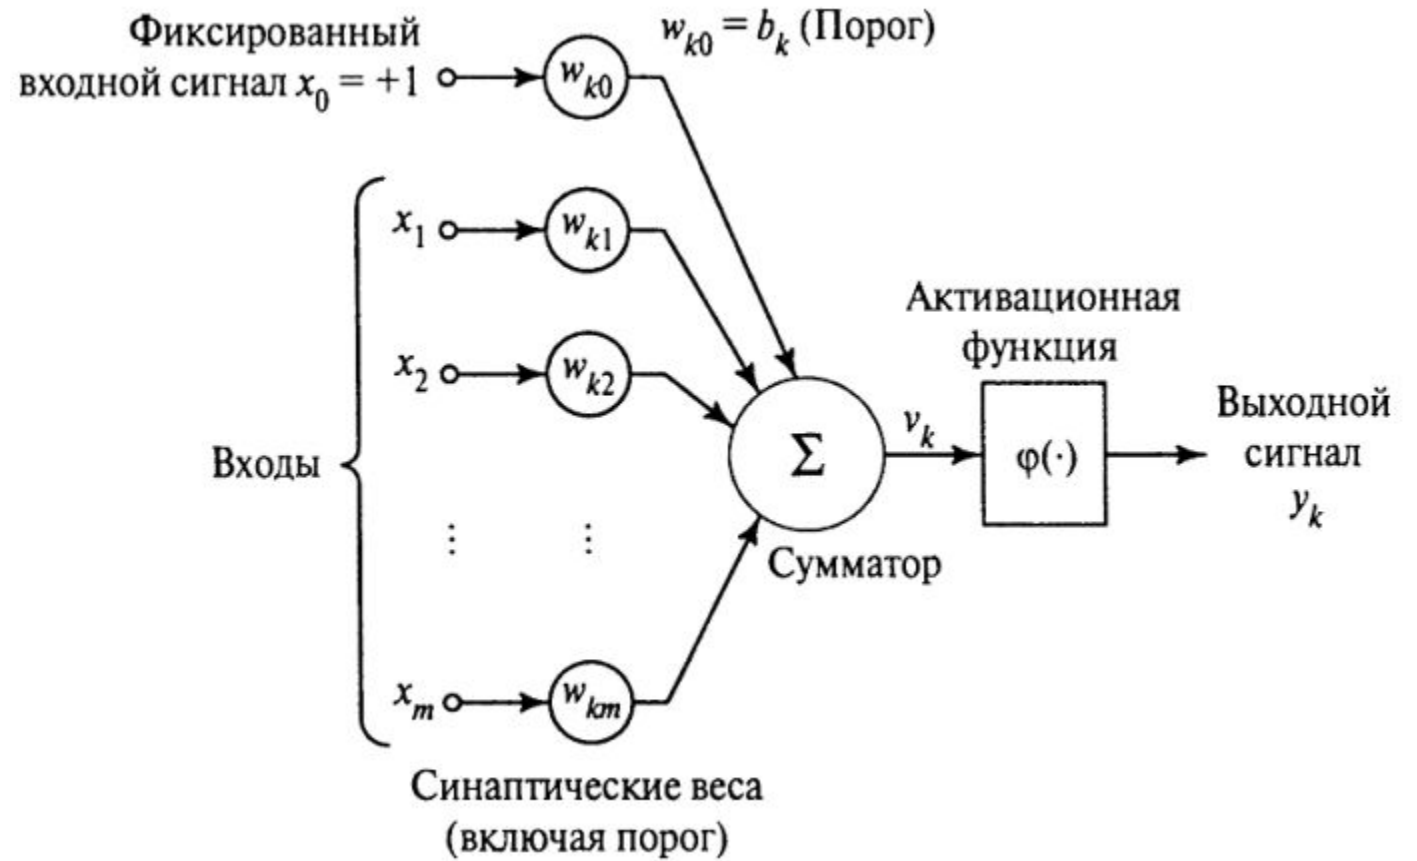 Фиксированный
входной сигнал x₀ = +1
wₖ₀ = bₖ (Порог)
wₖ₀
x₁
wₖ₁
x₂
wₖ₂
Входы
⋮ ⋮
xₘ
wₖₘ
Σ
Сумматор
vₖ
Активационная
функция
φ(·)
Выходной
сигнал
yₖ
Синаптические веса
(включая порог)